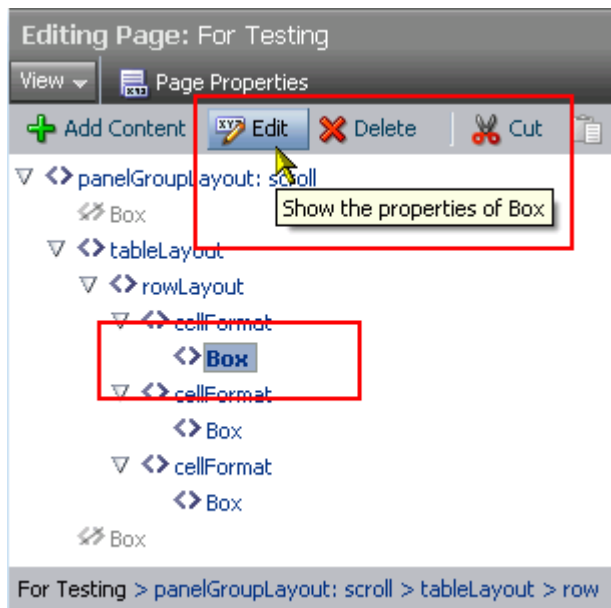 Editing Page: For Testing
View Page Properties
Add Content Edit Delete Cut
panelGroupLayout: scroll
Box
Show the properties of Box
tableLayout
rowLayout
cellFormat
Box
cellFormat
Box
cellFormat
Box
Box
For Testing > panelGroupLayout: scroll > tableLayout > row